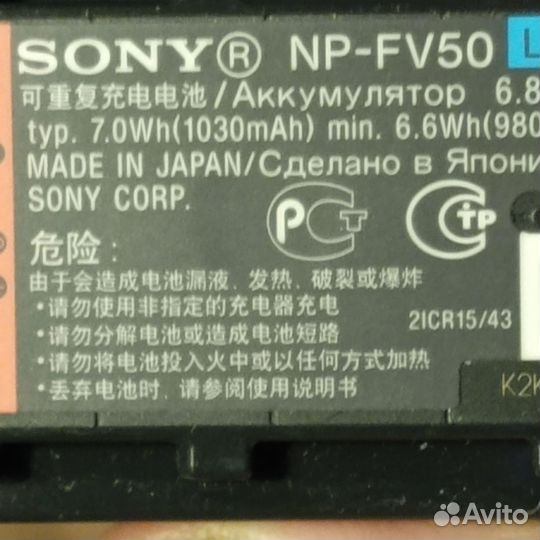 SONY® NP-FV50 L
可重复充电电池/Аккумулятор 6.8
typ. 7.0Wh(1030mAh) min. 6.6Wh(980
MADE IN JAPAN/Сделано в Япони
SONY CORP.
РСТ
СТР
危险:
由于会造成电池漏液、发热、破裂或爆炸
·请勿使用非指定的充电器充电
·请勿分解电池或造成电池短路
2ICR15/43
·请勿将电池投入火中或以任何方式加热
·丢弃电池时、请参阅使用说明书
K2K
Avito